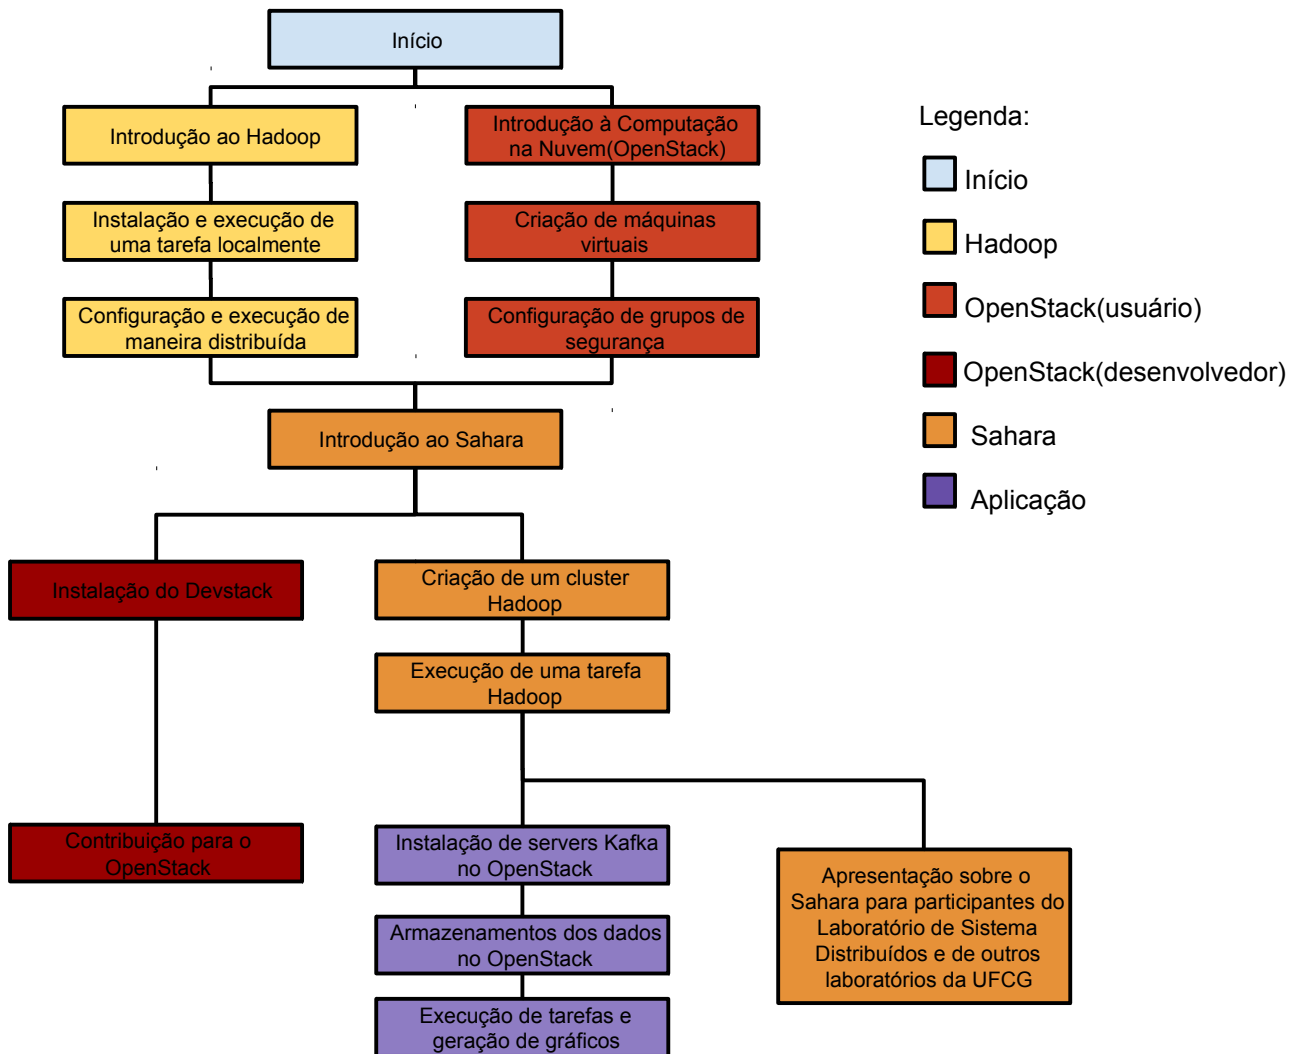 Início
Introdução ao Hadoop
Introdução à Computação
na Nuvem(OpenStack)
Instalação e execução de
uma tarefa localmente
Criação de máquinas
virtuais
Configuração e execução de
maneira distribuída
Configuração de grupos de
segurança
Introdução ao Sahara
Instalação do Devstack
Criação de um cluster
Hadoop
Execução de uma tarefa
Hadoop
Contribuição para o
OpenStack
Instalação de servers Kafka
no OpenStack
Armazenamentos dos dados
no OpenStack
Execução de tarefas e
geração de gráficos
Apresentação sobre o
Sahara para participantes do
Laboratório de Sistema
Distribuídos e de outros
laboratórios da UFCG
Legenda:
Início
Hadoop
OpenStack(usuário)
OpenStack(desenvolvedor)
Sahara
Aplicação